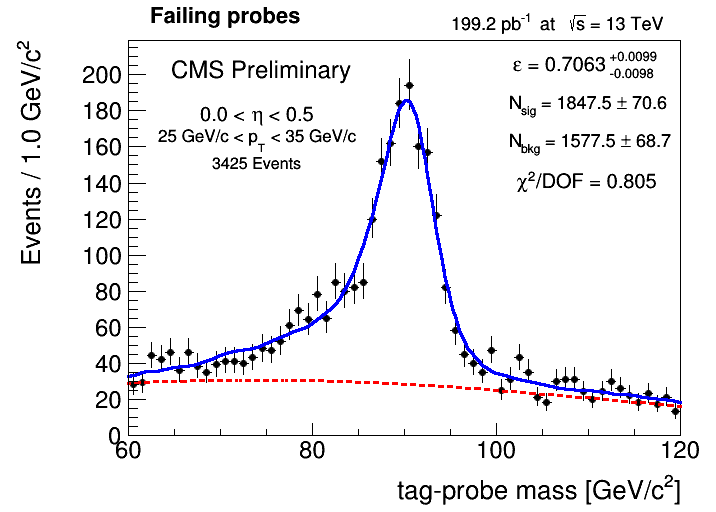 Failing probes
199.2 pb⁻¹ at √s = 13 TeV
CMS Preliminary
0.0 < η < 0.5
25 GeV/c < p_T < 35 GeV/c
3425 Events
ε = 0.7063 +0.0099 -0.0098
N_sig = 1847.5 ± 70.6
N_bkg = 1577.5 ± 68.7
χ²/DOF = 0.805
Events / 1.0 GeV/c²
200
180
160
140
120
100
80
60
40
20
0
60 80 100 120
tag-probe mass [GeV/c²]